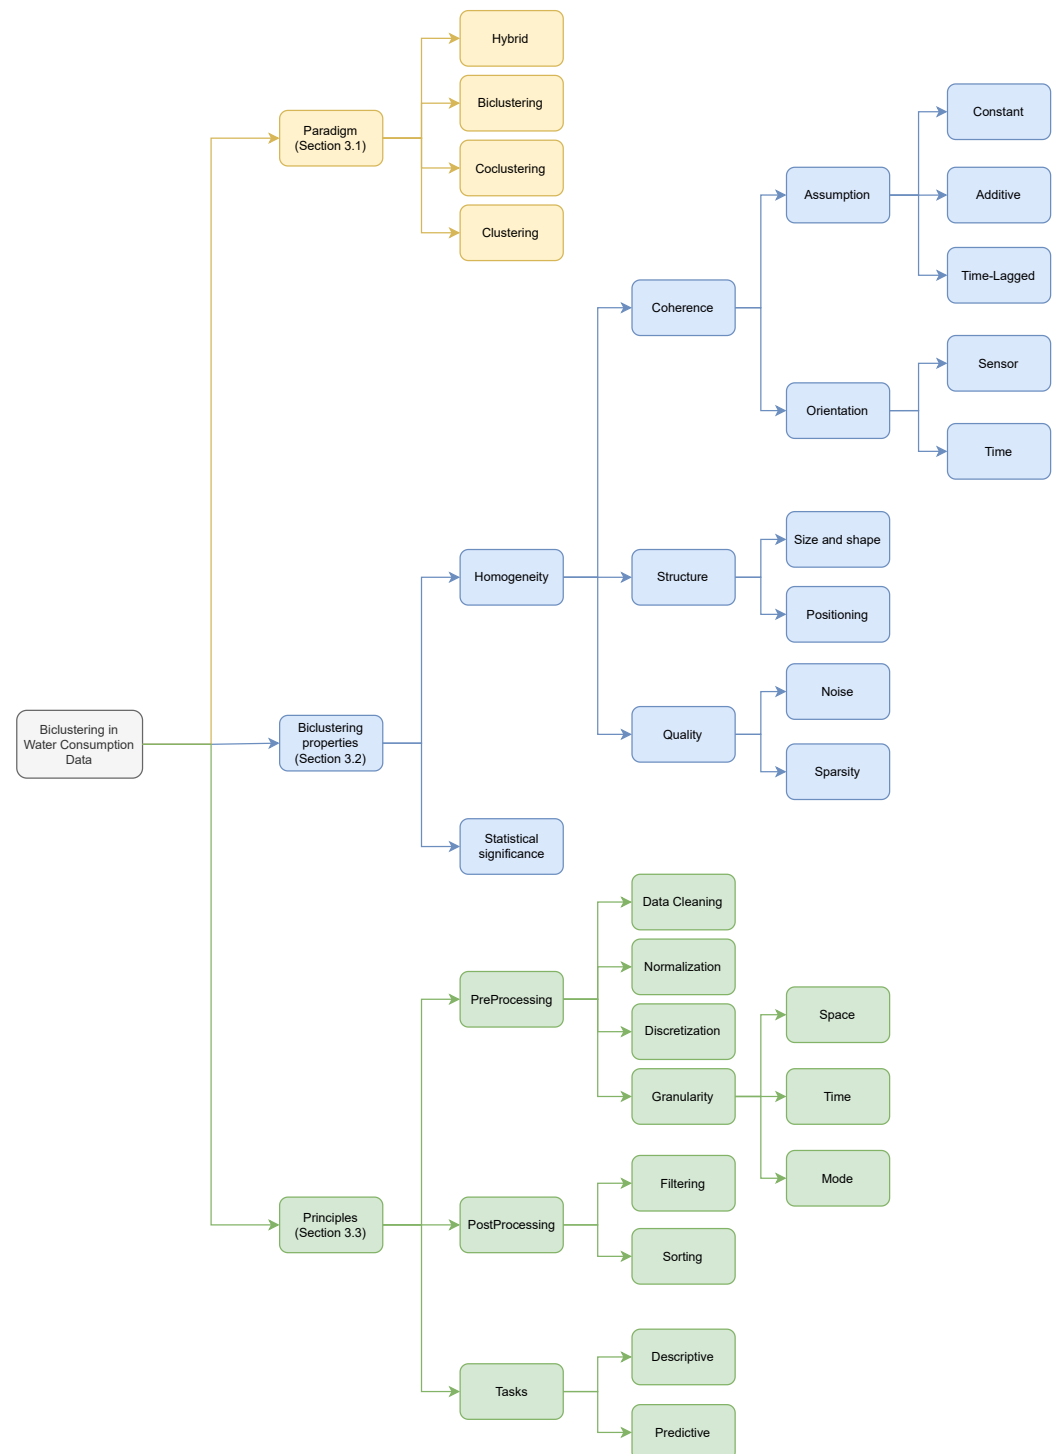 Biclustering in
Water Consumption
Data
Paradigm
(Section 3.1)
Hybrid
Biclustering
Coclustering
Clustering
Biclustering
properties
(Section 3.2)
Homogeneity
Coherence
Assumption
Constant
Additive
Time-Lagged
Orientation
Sensor
Time
Structure
Size and shape
Positioning
Quality
Noise
Sparsity
Statistical
significance
Principles
(Section 3.3)
PreProcessing
Data Cleaning
Normalization
Discretization
Granularity
Space
Time
Mode
PostProcessing
Filtering
Sorting
Tasks
Descriptive
Predictive